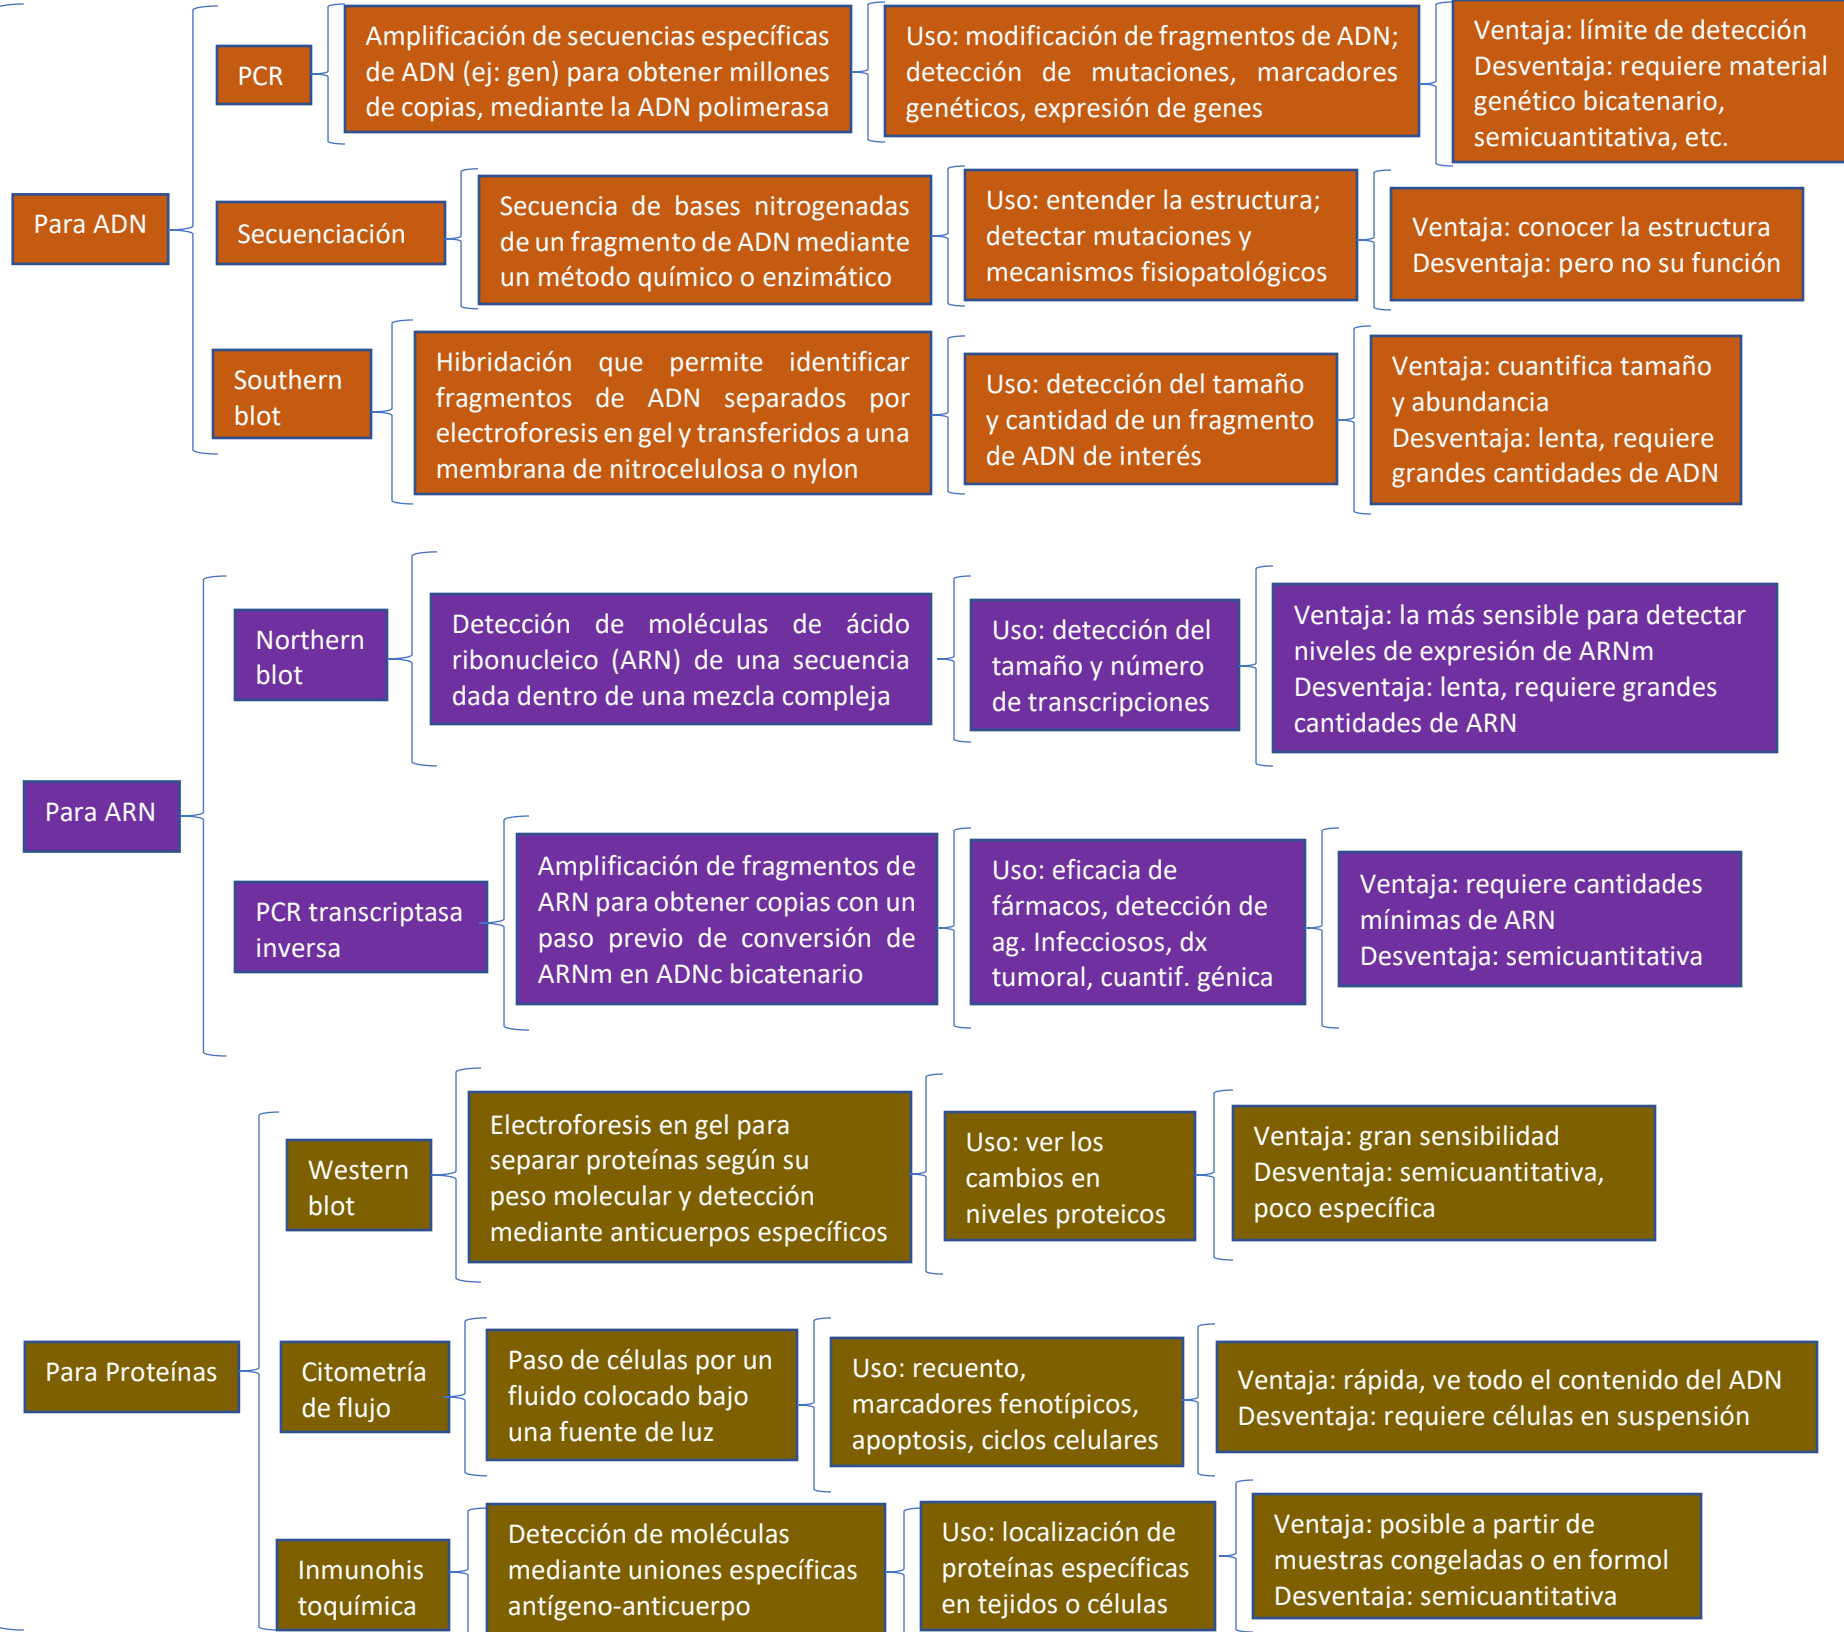 Para ADN
PCR
Amplificación de secuencias específicas
de ADN (ej: gen) para obtener millones
de copias, mediante la ADN polimerasa
Uso: modificación de fragmentos de ADN;
detección de mutaciones, marcadores
genéticos, expresión de genes
Ventaja: límite de detección
Desventaja: requiere material
genético bicatenario,
semicuantitativa, etc.
Secuenciación
Secuencia de bases nitrogenadas
de un fragmento de ADN mediante
un método químico o enzimático
Uso: entender la estructura;
detectar mutaciones y
mecanismos fisiopatológicos
Ventaja: conocer la estructura
Desventaja: pero no su función
Southern
blot
Hibridación que permite identificar
fragmentos de ADN separados por
electroforesis en gel y transferidos a una
membrana de nitrocelulosa o nylon
Uso: detección del tamaño
y cantidad de un fragmento
de ADN de interés
Ventaja: cuantifica tamaño
y abundancia
Desventaja: lenta, requiere
grandes cantidades de ADN
Para ARN
Northern
blot
Detección de moléculas de ácido
ribonucleico (ARN) de una secuencia
dada dentro de una mezcla compleja
Uso: detección del
tamaño y número
de transcripciones
Ventaja: la más sensible para detectar
niveles de expresión de ARNm
Desventaja: lenta, requiere grandes
cantidades de ARN
PCR transcriptasa
inversa
Amplificación de fragmentos de
ARN para obtener copias con un
paso previo de conversión de
ARNm en ADNc bicatenario
Uso: eficacia de
fármacos, detección de
ag. Infecciosos, dx
tumoral, cuantif. génica
Ventaja: requiere cantidades
mínimas de ARN
Desventaja: semicuantitativa
Para Proteínas
Western
blot
Electroforesis en gel para
separar proteínas según su
peso molecular y detección
mediante anticuerpos específicos
Uso: ver los
cambios en
niveles proteicos
Ventaja: gran sensibilidad
Desventaja: semicuantitativa,
poco específica
Citometría
de flujo
Paso de células por un
fluido colocado bajo
una fuente de luz
Uso: recuento,
marcadores fenotípicos,
apoptosis, ciclos celulares
Ventaja: rápida, ve todo el contenido del ADN
Desventaja: requiere células en suspensión
Inmunohis
toquímica
Detección de moléculas
mediante uniones específicas
antígeno-anticuerpo
Uso: localización de
proteínas específicas
en tejidos o células
Ventaja: posible a partir de
muestras congeladas o en formol
Desventaja: semicuantitativa